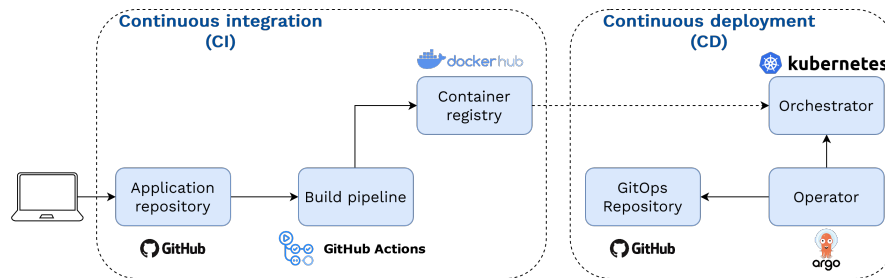 Continuous integration
(CI)
Continuous deployment
(CD)
docker hub
kubernetes
Container
registry
Orchestrator
Application
repository
Build pipeline
GitOps
Repository
Operator
GitHub
GitHub Actions
GitHub
argo